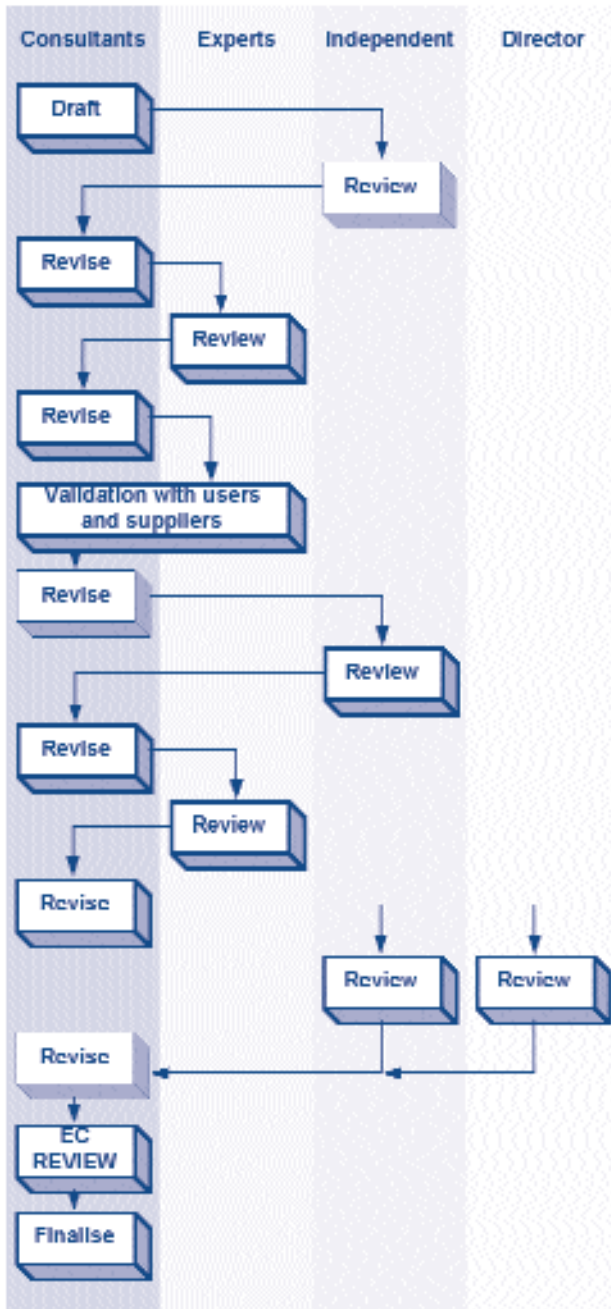 Consultants Experts Independent Director
Draft
Review
Revise
Review
Revise
Validation with users
and suppliers
Revise
Review
Revise
Review
Revise
Review Review
Revise
EC
REVIEW
Finalise